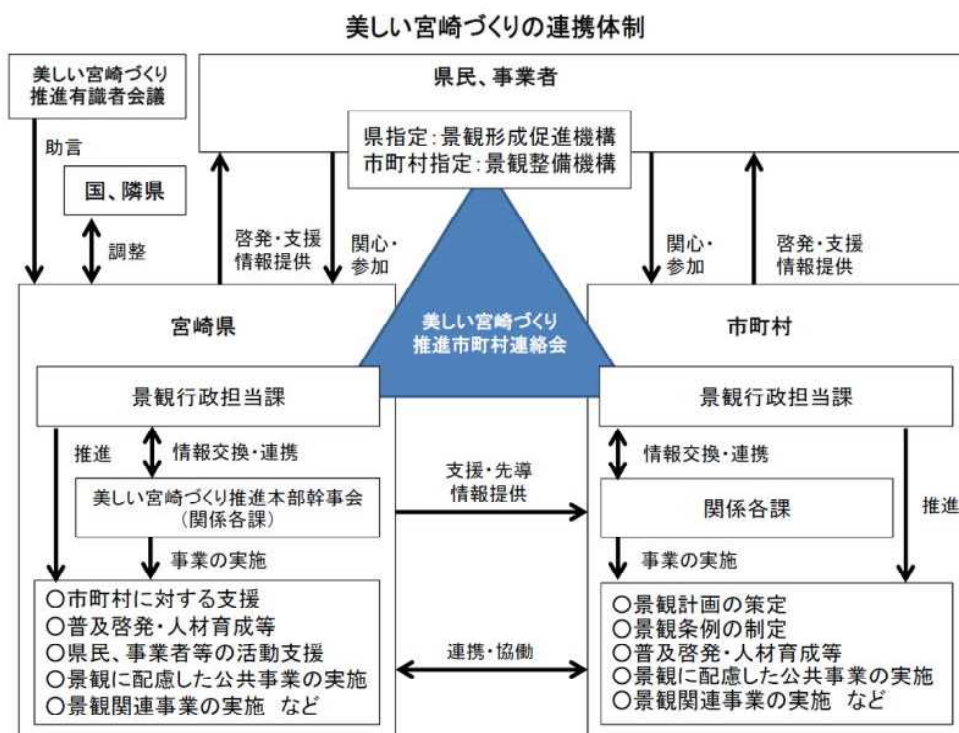 美しい宮崎づくりの連携体制
美しい宮崎づくり
推進有識者会議
県民、事業者
県指定:景観形成促進機構
市町村指定:景観整備機構
助言
国、隣県
調整
啓発・支援
情報提供
関心・
参加
関心・
参加
啓発・支援
情報提供
宮崎県
美しい宮崎づくり
推進市町村連絡会
市町村
景観行政担当課
景観行政担当課
推進
情報交換・連携
美しい宮崎づくり推進本部幹事会
(関係各課)
事業の実施
支援・先導
情報提供
情報交換・連携
関係各課
推進
事業の実施
○市町村に対する支援
○普及啓発・人材育成等
○県民、事業者等の活動支援
○景観に配慮した公共事業の実施
○景観関連事業の実施 など
連携・協働
○景観計画の策定
○景観条例の制定
○普及啓発・人材育成等
○景観に配慮した公共事業の実施
○景観関連事業の実施 など